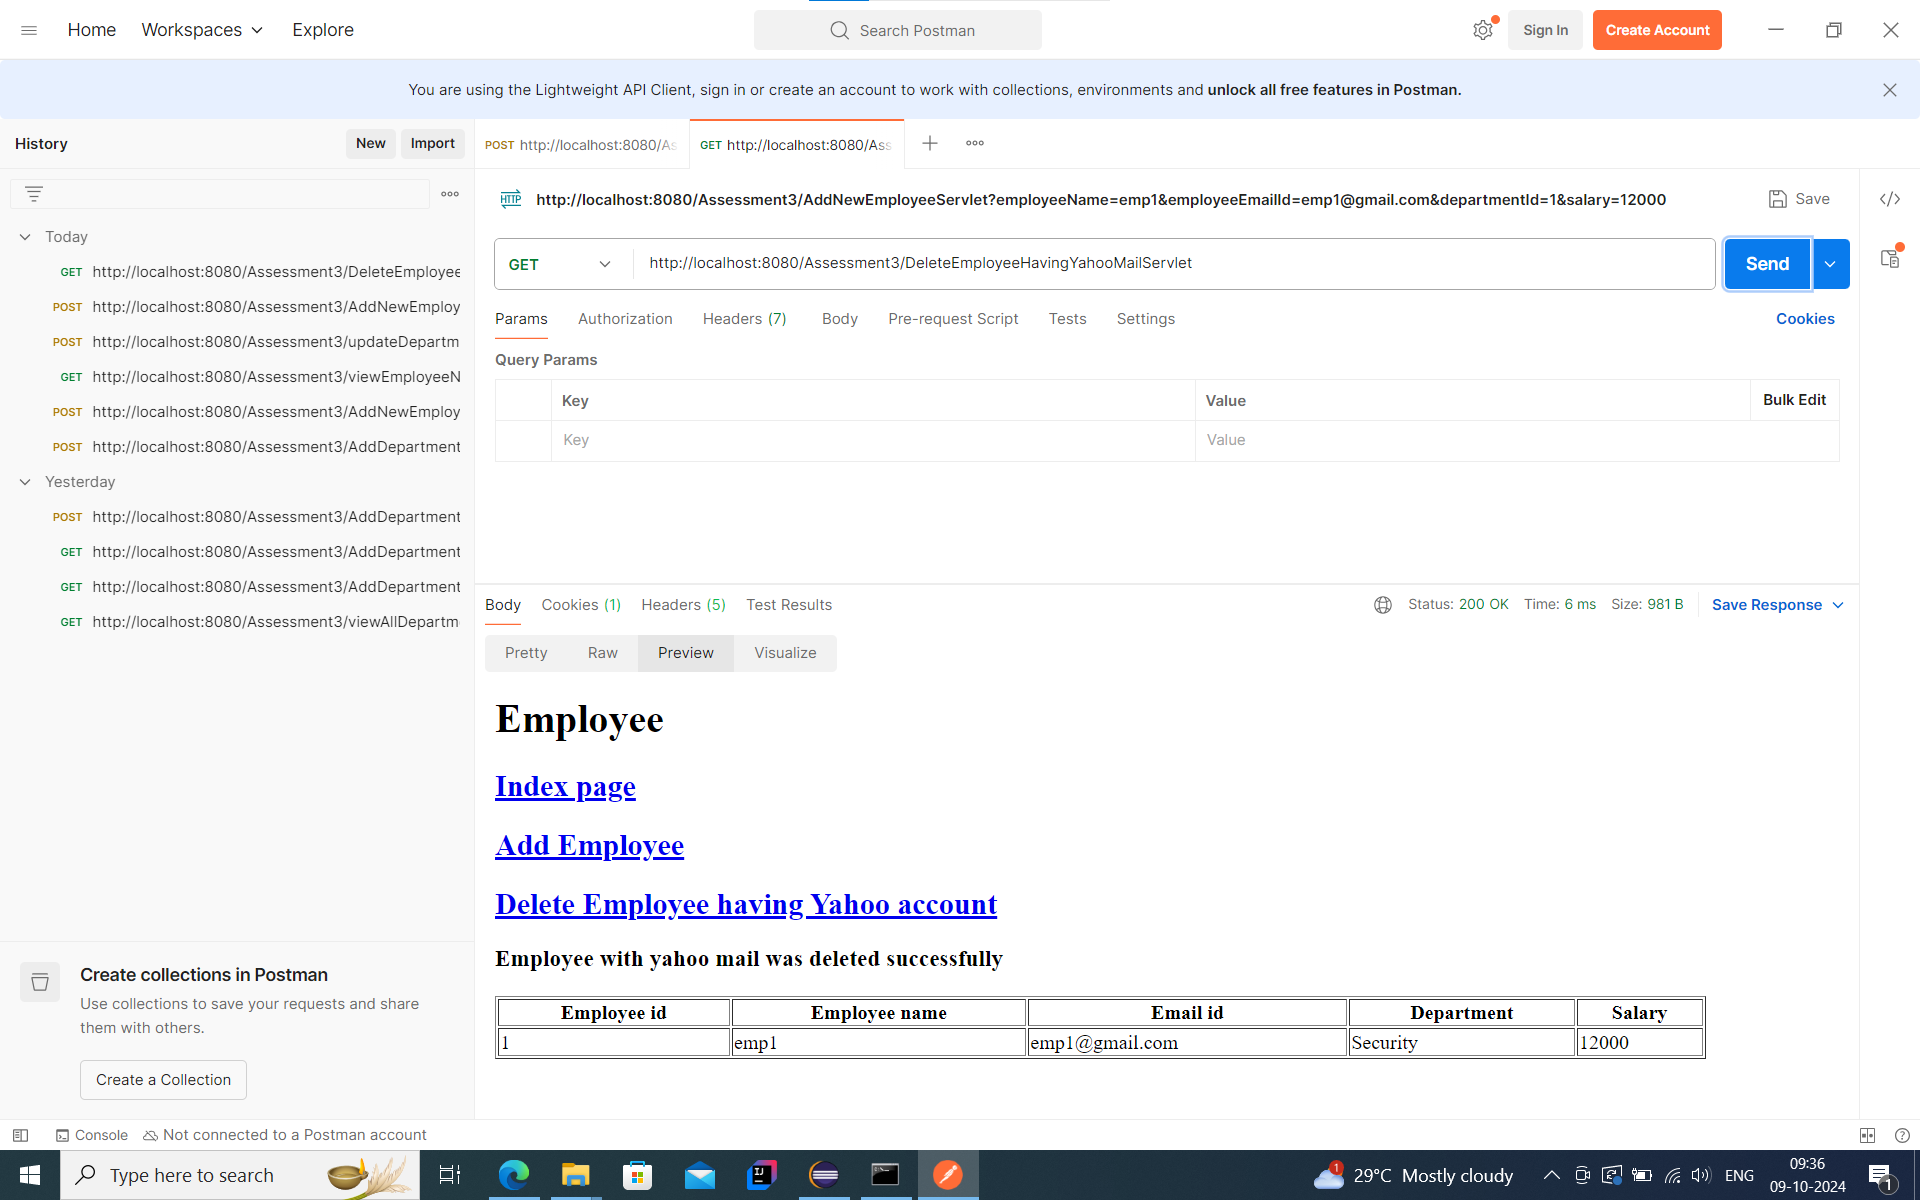 Home
Workspaces
Explore
Search Postman
Sign In
Create Account
You are using the Lightweight API Client, sign in or create an account to work with collections, environments and unlock all free features in Postman.
History
New
Import
POST http://localhost:8080/As
GET http://localhost:8080/Ass
HTTP http://localhost:8080/Assessment3/AddNewEmployeeServlet?employeeName=emp1&employeeEmailId=emp1@gmail.com&departmentId=1&salary=12000
Save
Today
GET http://localhost:8080/Assessment3/DeleteEmployee
POST http://localhost:8080/Assessment3/AddNewEmploy
POST http://localhost:8080/Assessment3/updateDepartm
GET http://localhost:8080/Assessment3/viewEmployeeN
POST http://localhost:8080/Assessment3/AddNewEmploy
POST http://localhost:8080/Assessment3/AddDepartment
Yesterday
POST http://localhost:8080/Assessment3/AddDepartment
GET http://localhost:8080/Assessment3/AddDepartment
GET http://localhost:8080/Assessment3/AddDepartment
GET http://localhost:8080/Assessment3/viewAllDepartm
GET
http://localhost:8080/Assessment3/DeleteEmployeeHavingYahooMailServlet
Send
Params Authorization Headers (7) Body Pre-request Script Tests Settings
Cookies
Query Params
Key Value Bulk Edit
Key Value
Body Cookies (1) Headers (5) Test Results
Status: 200 OK Time: 6 ms Size: 981 B
Save Response
Pretty Raw Preview Visualize
Employee
Index page
Add Employee
Delete Employee having Yahoo account
Employee with yahoo mail was deleted successfully
Employee id Employee name Email id Department Salary
1 emp1 emp1@gmail.com Security 12000
Create collections in Postman
Use collections to save your requests and share
them with others.
Create a Collection
Console
Not connected to a Postman account
Type here to search
IJ
1
29°C Mostly cloudy
ENG
09:36
09-10-2024
1